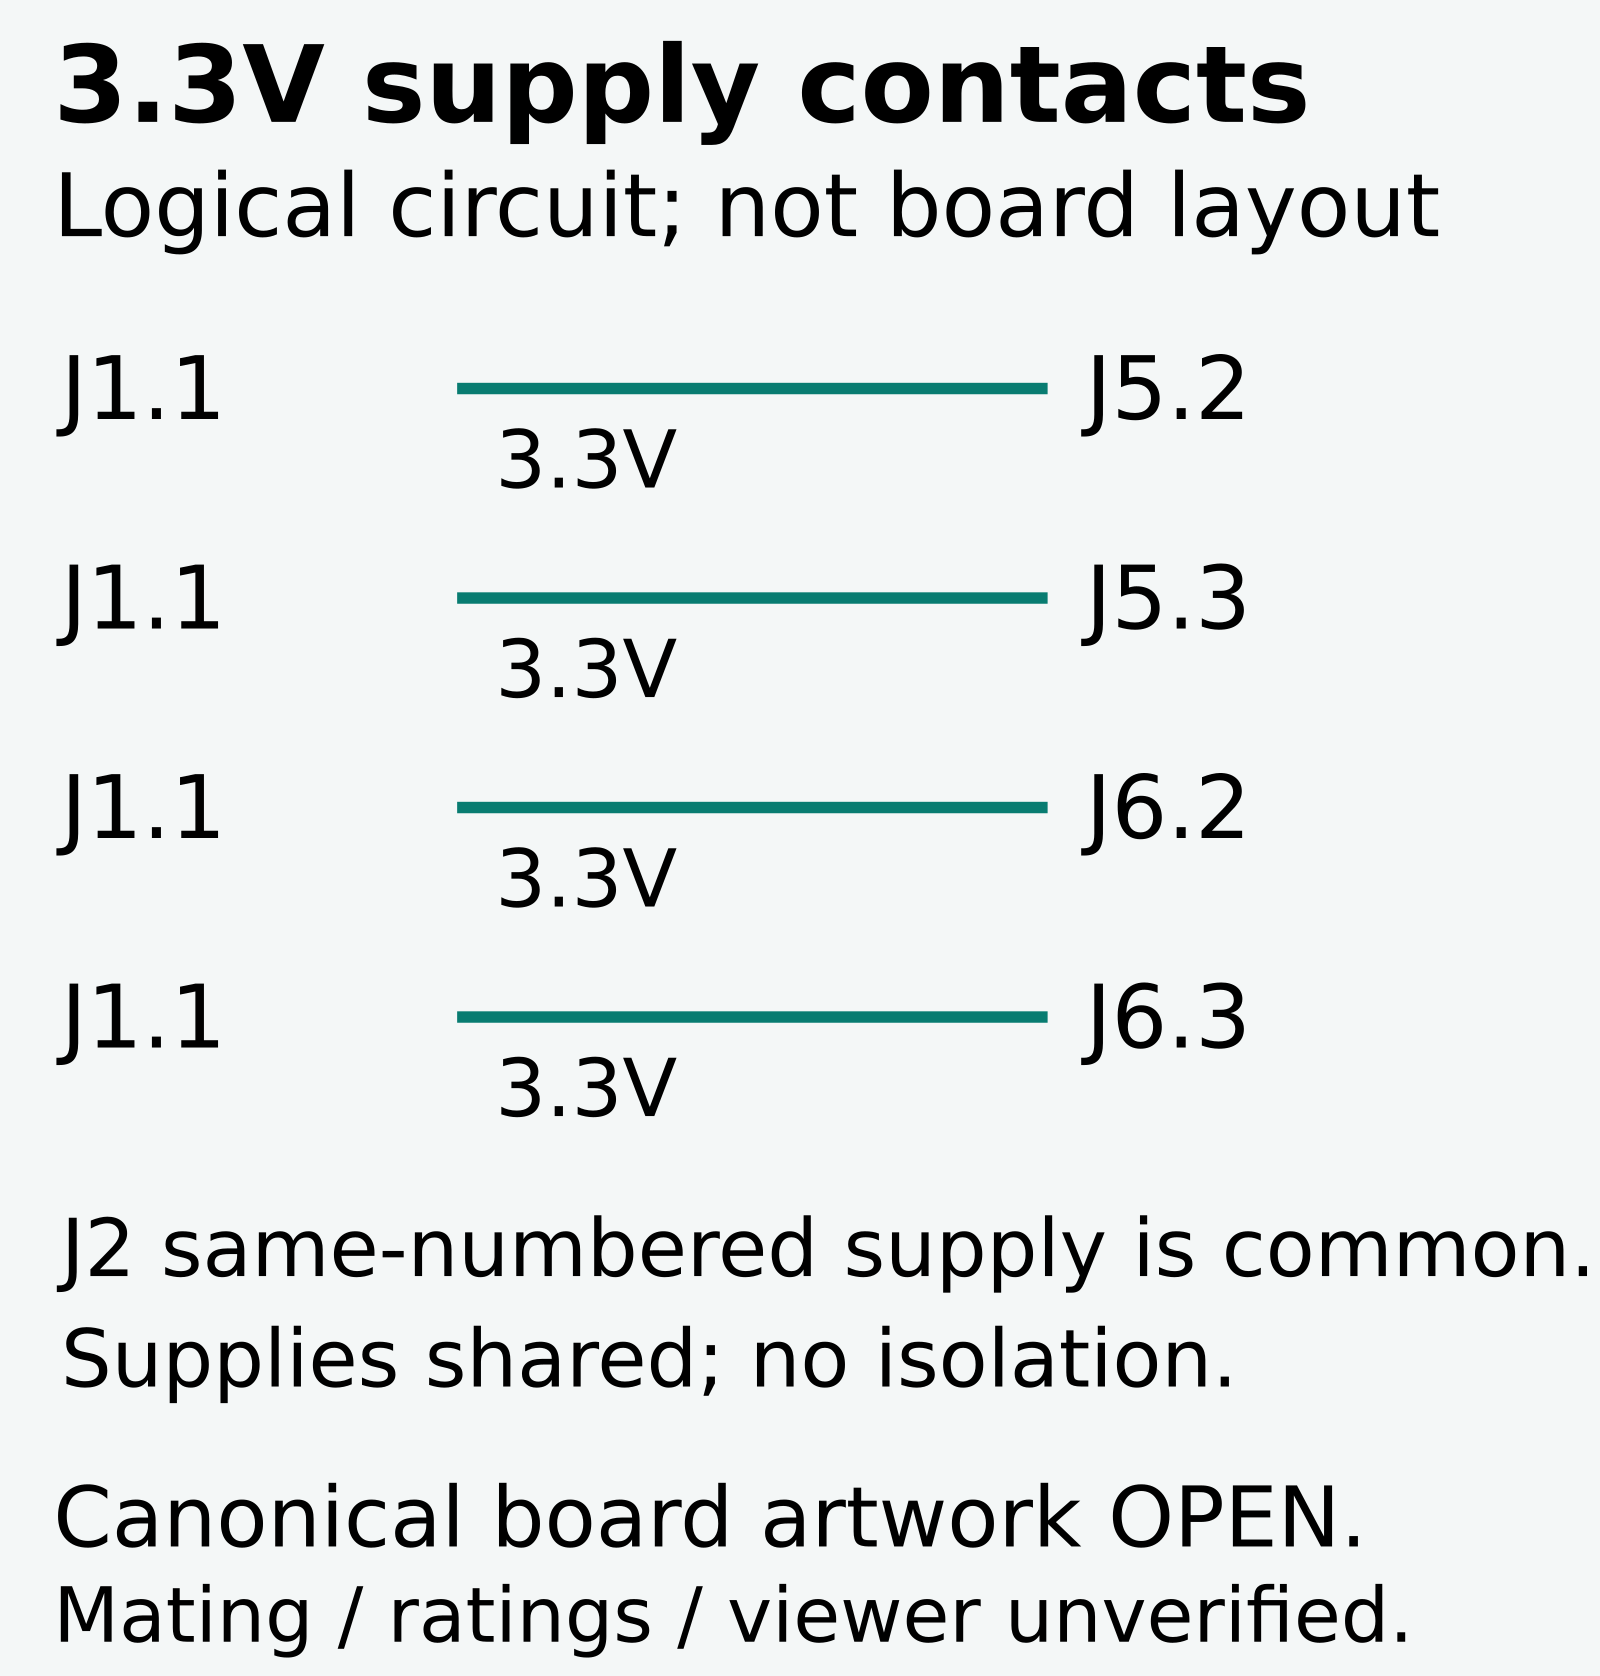 3.3V supply contacts
Logical circuit; not board layout
J1.1 J5.2
3.3V
J1.1 J5.3
3.3V
J1.1 J6.2
3.3V
J1.1 J6.3
3.3V
J2 same-numbered supply is common.
Supplies shared; no isolation.
Canonical board artwork OPEN.
Mating / ratings / viewer unverified.